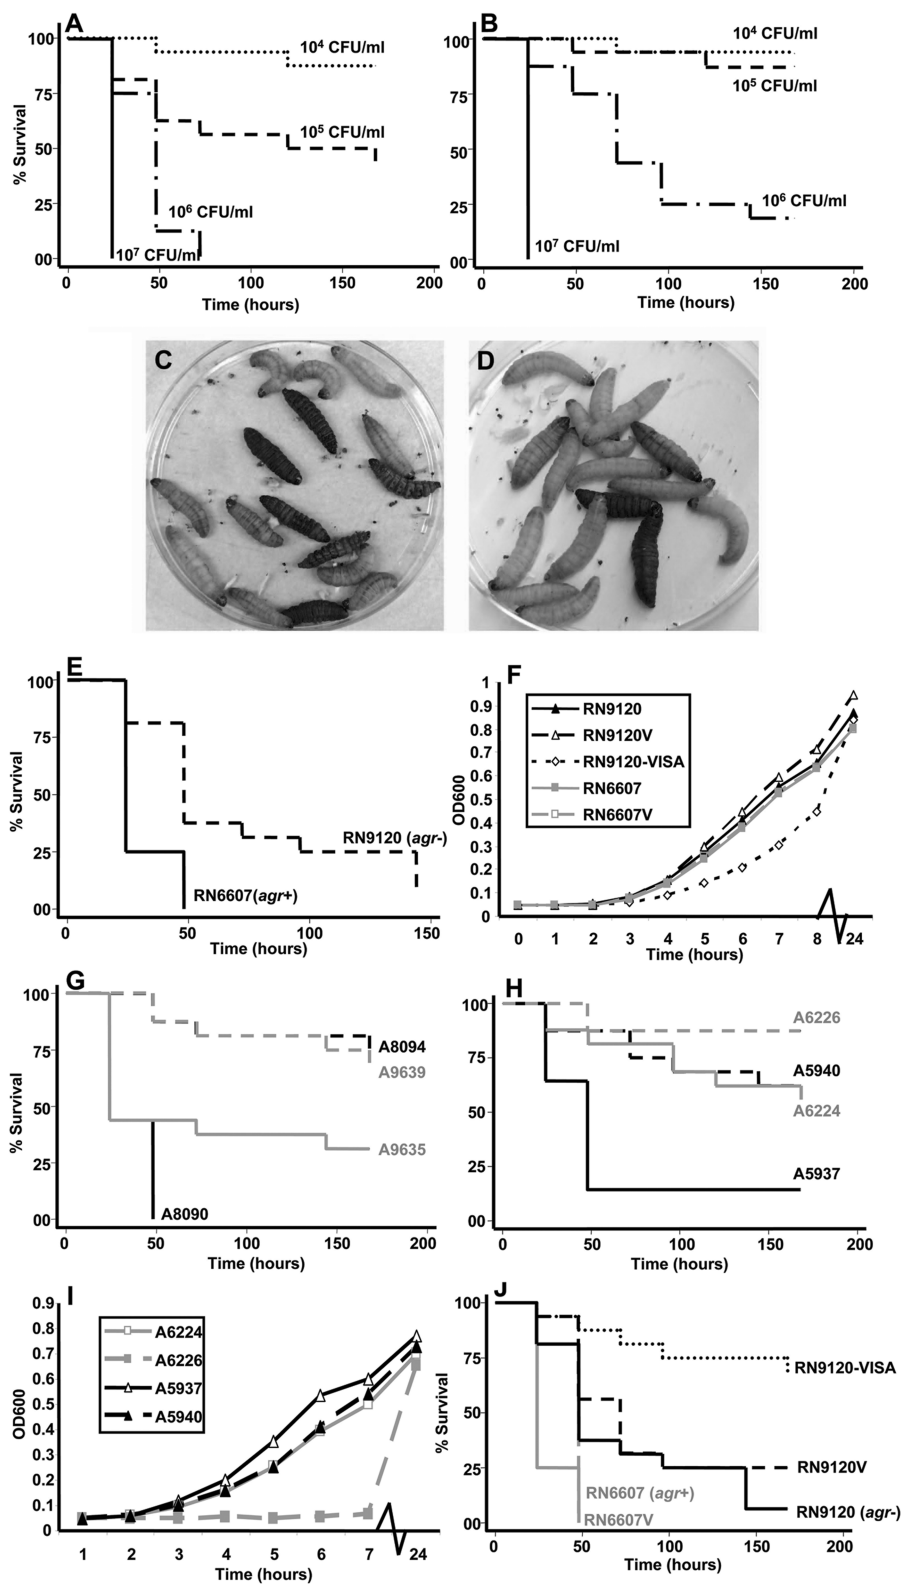 A
100
75
50
25
00
% Survival
10⁴ CFU/ml
10⁵ CFU/ml
10⁶ CFU/ml
10⁷ CFU/ml
0 50 100 150 200
Time (hours)
B
100
75
50
25
00
% Survival
10⁴ CFU/ml
10⁵ CFU/ml
10⁶ CFU/ml
10⁷ CFU/ml
0 50 100 150 200
Time (hours)
C
D
E
100
75
50
25
00
% Survival
RN9120 (agr-)
RN6607(agr+)
0 50 100 150
Time (hours)
F
1
0.9
0.8
0.7
0.6
0.5
0.4
0.3
0.2
0.1
0
OD600
RN9120
RN9120V
RN9120-VISA
RN6607
RN6607V
0 1 2 3 4 5 6 7 8 24
Time (hours)
G
100
75
50
25
00
% Survival
A8094
A9639
A9635
A8090
0 50 100 150 200
Time (hours)
H
100
75
50
25
00
A6226
A5940
A6224
A5937
0 50 100 150 200
Time (hours)
I
0.9
0.8
0.7
0.6
0.5
0.4
0.3
0.2
0.1
0
OD600
A6224
A6226
A5937
A5940
1 2 3 4 5 6 7 24
Time (hours)
J
100
75
50
25
00
% Survival
RN9120-VISA
RN9120V
RN6607 (agr+)
RN9120 (agr-)
RN6607V
0 50 100 150 200
Time (hours)